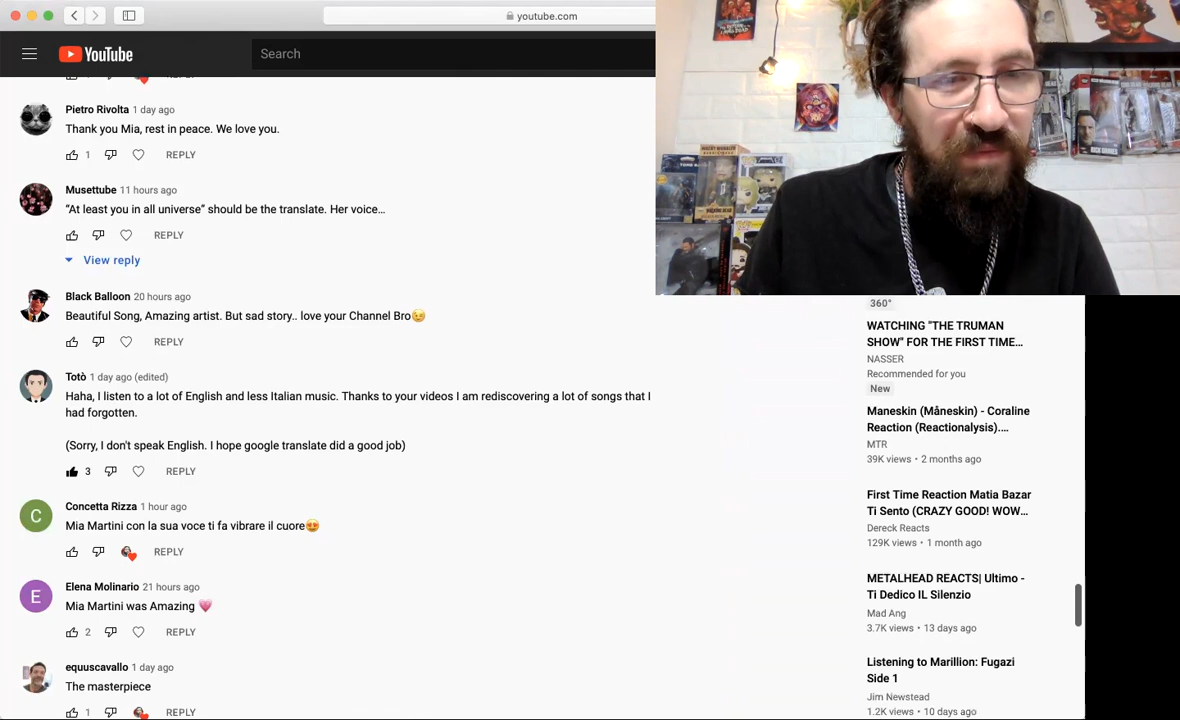 youtube.com
YouTube
Search
REPLY
Pietro Rivolta 1 day ago
Thank you Mia, rest in peace. We love you.
1 REPLY
Musettube 11 hours ago
“At least you in all universe” should be the translate. Her voice…
REPLY
View reply
Black Balloon 20 hours ago
Beautiful Song, Amazing artist. But sad story.. love your Channel Bro😉
REPLY
Totò 1 day ago (edited)
Haha, I listen to a lot of English and less Italian music. Thanks to your videos I am rediscovering a lot of songs that I
had forgotten.
(Sorry, I don't speak English. I hope google translate did a good job)
3 REPLY
C
Concetta Rizza 1 hour ago
Mia Martini con la sua voce ti fa vibrare il cuore😍
REPLY
E
Elena Molinario 21 hours ago
Mia Martini was Amazing 💗
2 REPLY
equuscavallo 1 day ago
The masterpiece
1 REPLY
360°
WATCHING "THE TRUMAN
SHOW" FOR THE FIRST TIME…
NASSER
Recommended for you
New
Maneskin (Måneskin) - Coraline
Reaction (Reactionalysis)….
MTR
39K views • 2 months ago
First Time Reaction Matia Bazar
Ti Sento (CRAZY GOOD! WOW…
Dereck Reacts
129K views • 1 month ago
METALHEAD REACTS| Ultimo -
Ti Dedico IL Silenzio
Mad Ang
3.7K views • 13 days ago
Listening to Marillion: Fugazi
Side 1
Jim Newstead
1.2K views • 10 days ago
RICK GRIMES